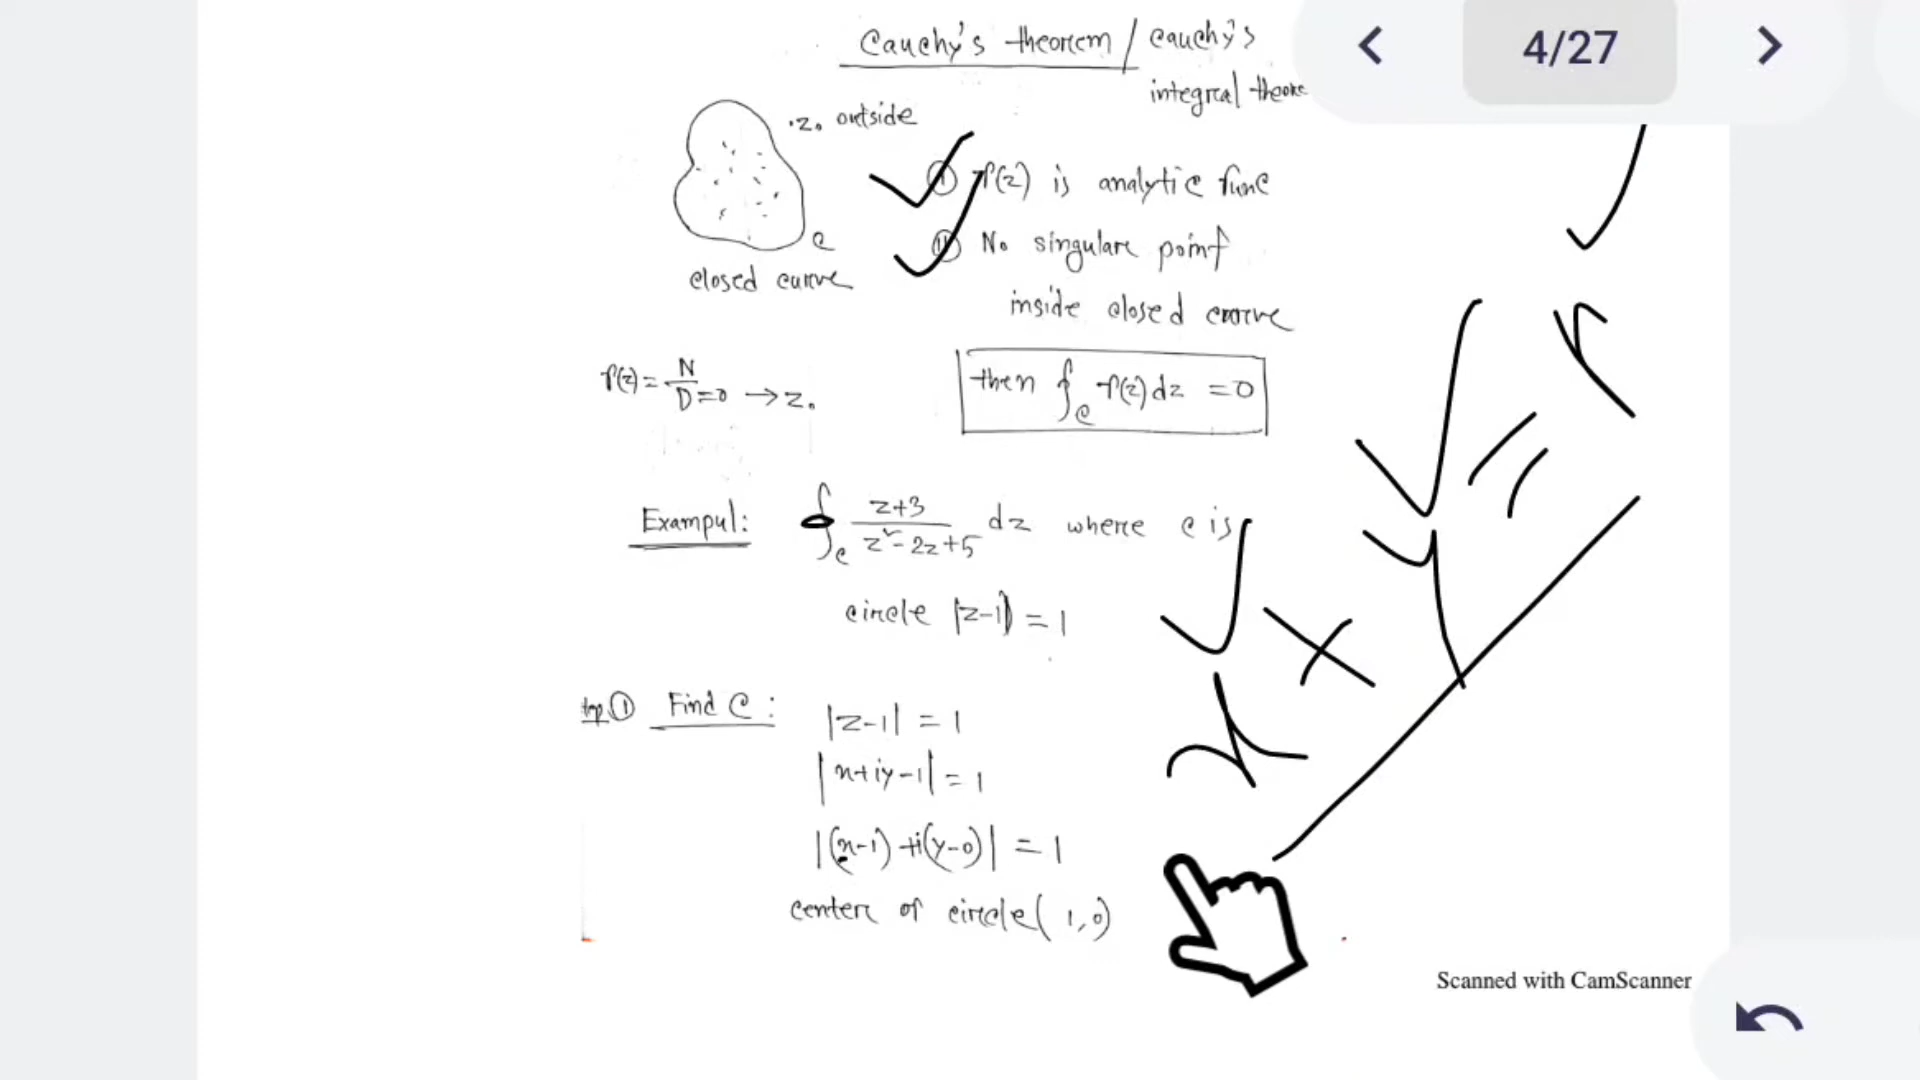 Cauchy's theorem / cauchy's
integral theore
4/27
.z₀ outside
① f(z) is analytic func
② No singular point
inside closed curve
c
closed curve
f(z) = N/D=0 → z₀
then ∮c f(z) dz = 0
Exampul: ∮c (z+3)/(z²-2z+5) dz where c is
circle |z-1| = 1
① Find C: |z-1| = 1
|x+iy-1| = 1
|(x-1)+i(y-0)| = 1
center of circle (1,0)
Scanned with CamScanner